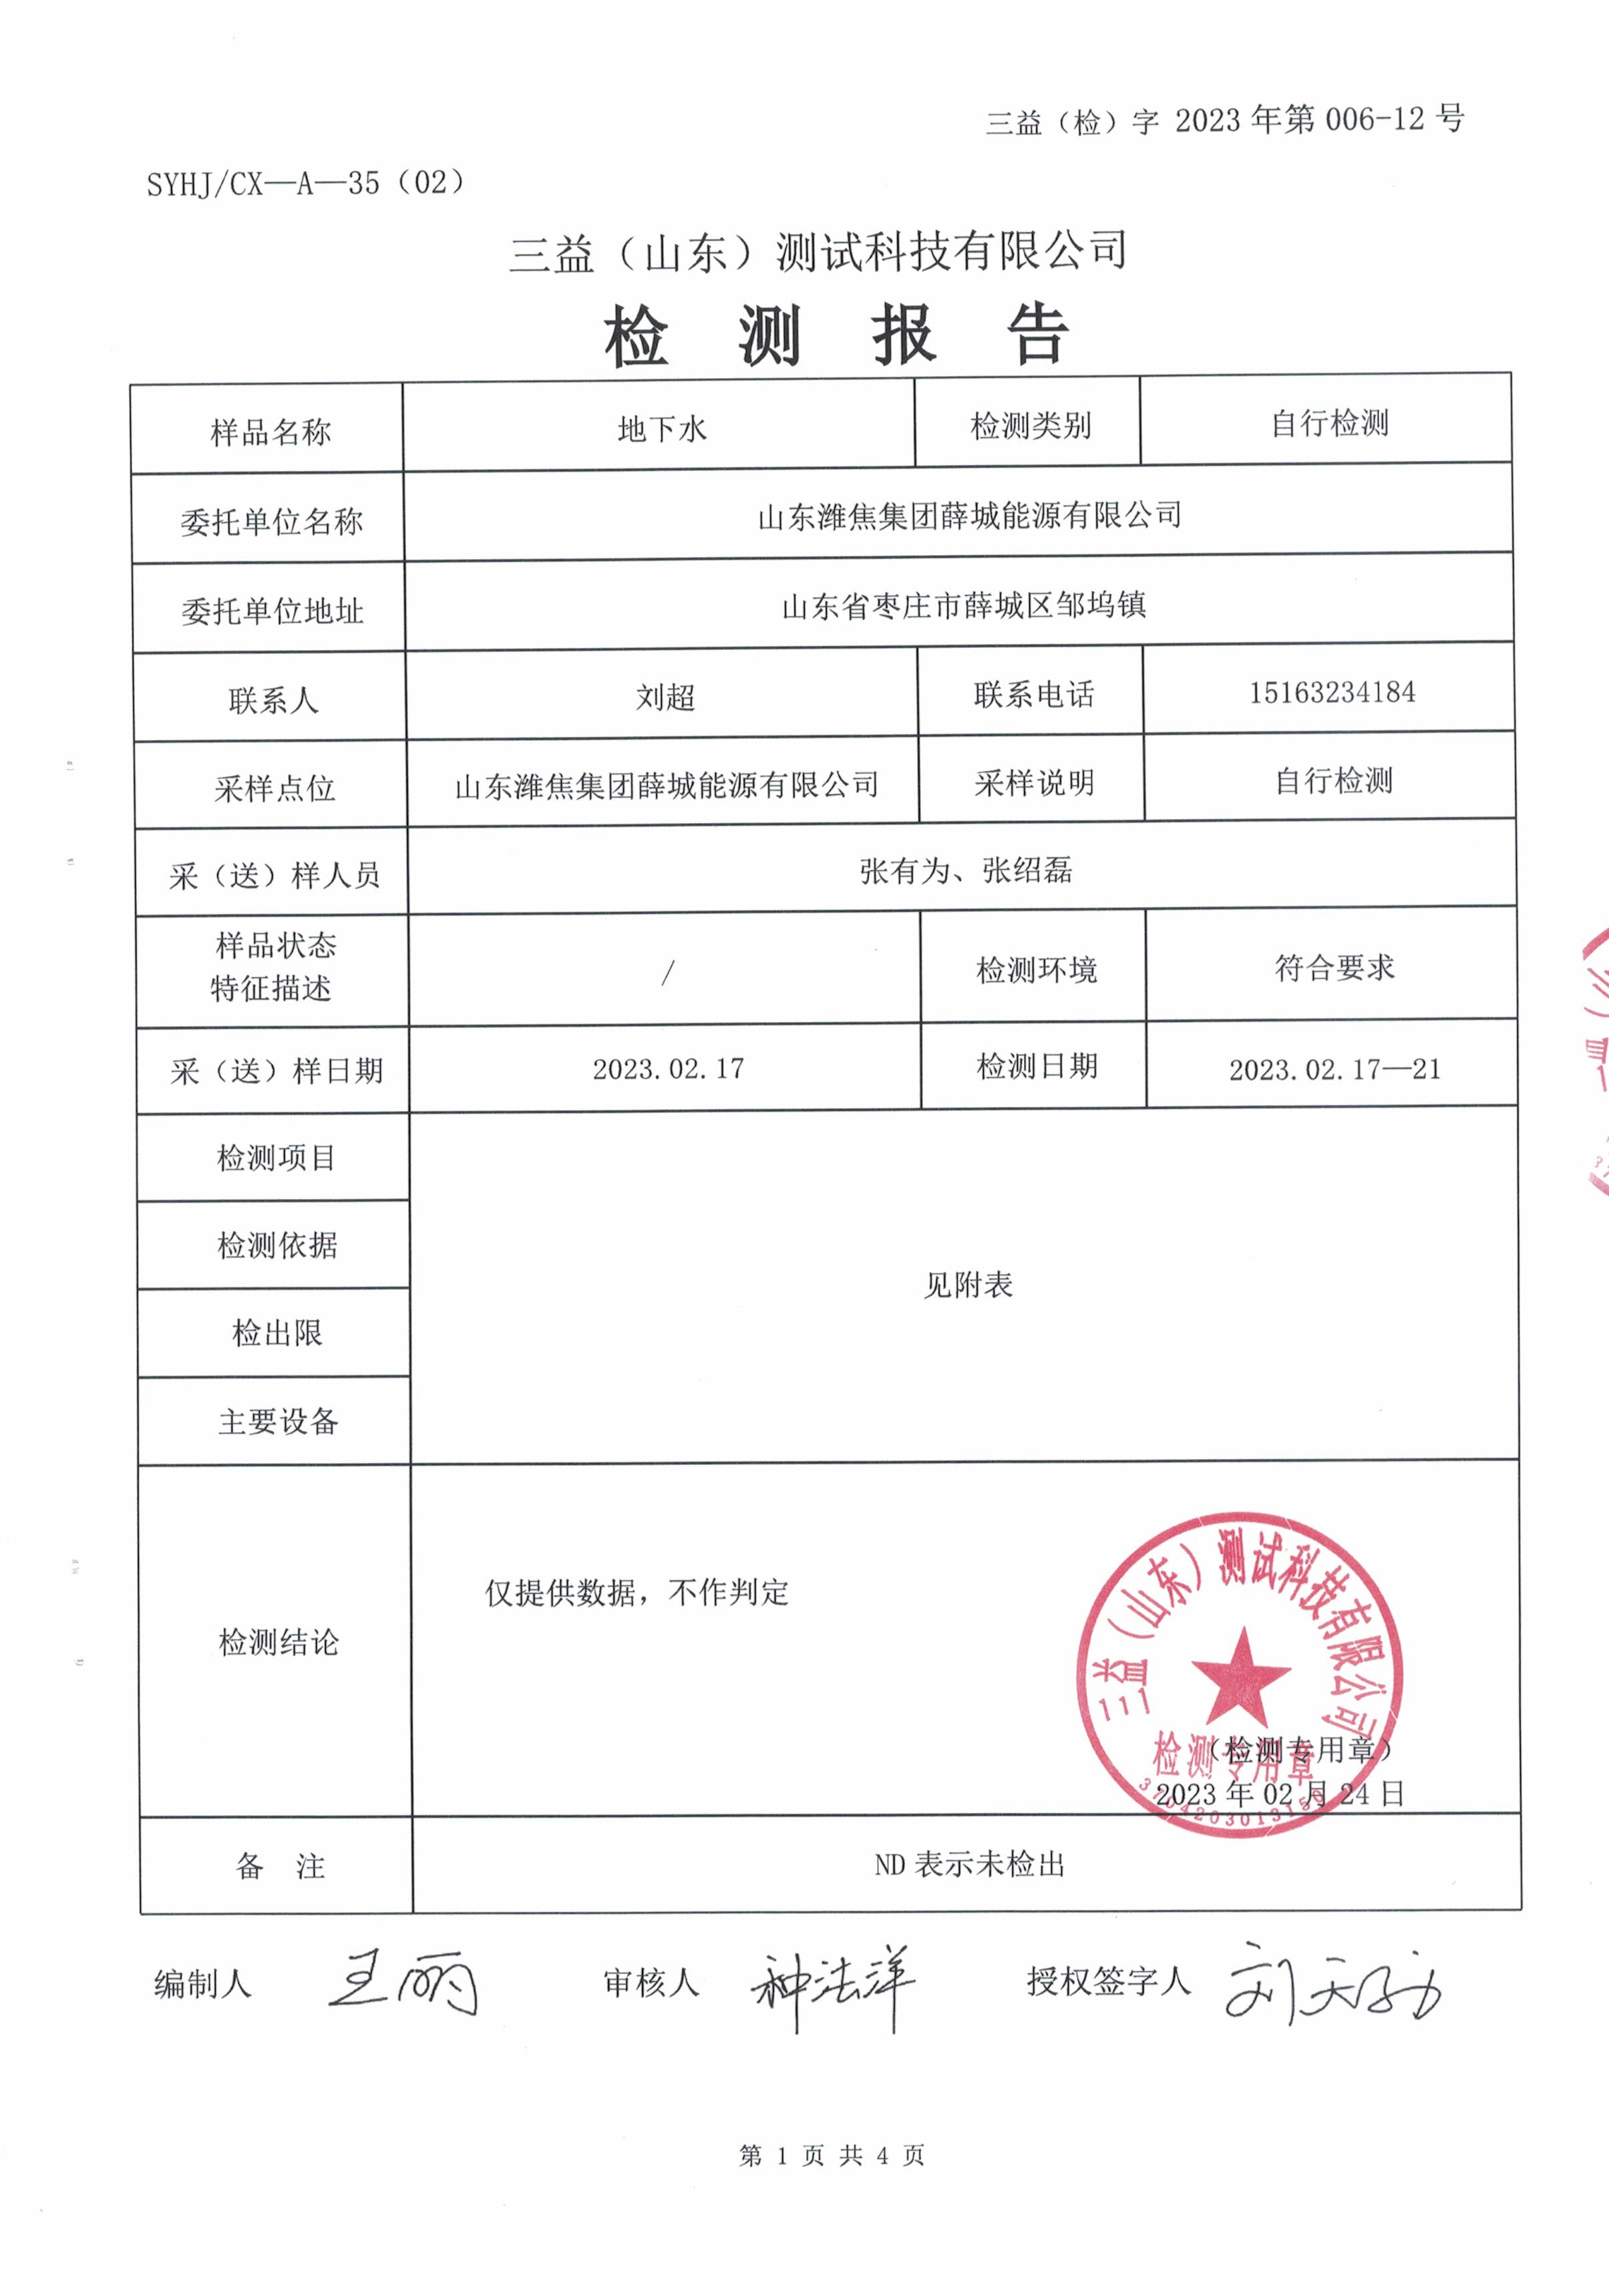 三益（检）字 2023 年第 006-12 号
SYHJ/CX—A—35（02）
三益（山东）测试科技有限公司
检 测 报 告
样品名称 地下水 检测类别 自行检测
委托单位名称 山东潍焦集团薛城能源有限公司
委托单位地址 山东省枣庄市薛城区邹坞镇
联系人 刘超 联系电话 15163234184
采样点位 山东潍焦集团薛城能源有限公司 采样说明 自行检测
采（送）样人员 张有为、张绍磊
样品状态
特征描述 / 检测环境 符合要求
采（送）样日期 2023.02.17 检测日期 2023.02.17—21
检测项目
检测依据
见附表
检出限
主要设备
检测结论 仅提供数据，不作判定
三益（山东）测试科技有限公司
检测专用章
（检测专用章）
2023 年 02 月 24 日
备 注 ND 表示未检出
编制人 王丽 审核人 种法洋 授权签字人
第 1 页 共 4 页